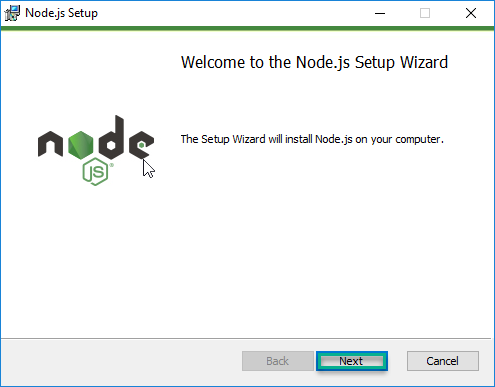 Node.js Setup
Welcome to the Node.js Setup Wizard
node
JS
®
The Setup Wizard will install Node.js on your computer.
Back Next Cancel